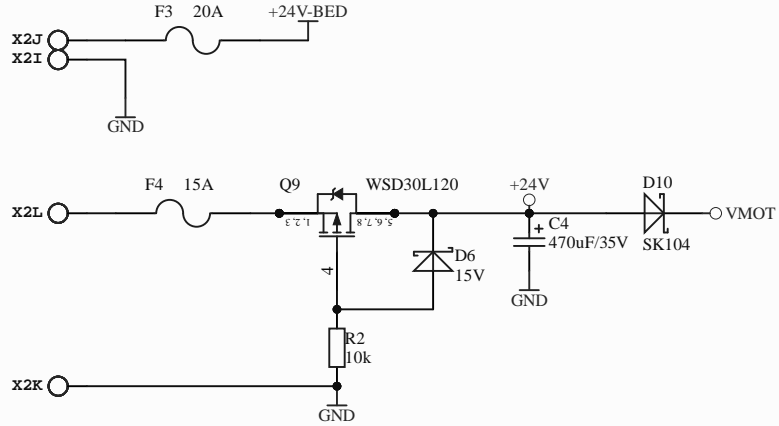 F3 20A +24V-BED
X2J
X2I
GND
F4 15A Q9 WSD30L120 +24V D10
X2L 1, 2, 3 5, 6, 7, 8 VMOT
C4
470uF/35V SK104
4 D6
15V
GND
R2
10k
X2K
GND